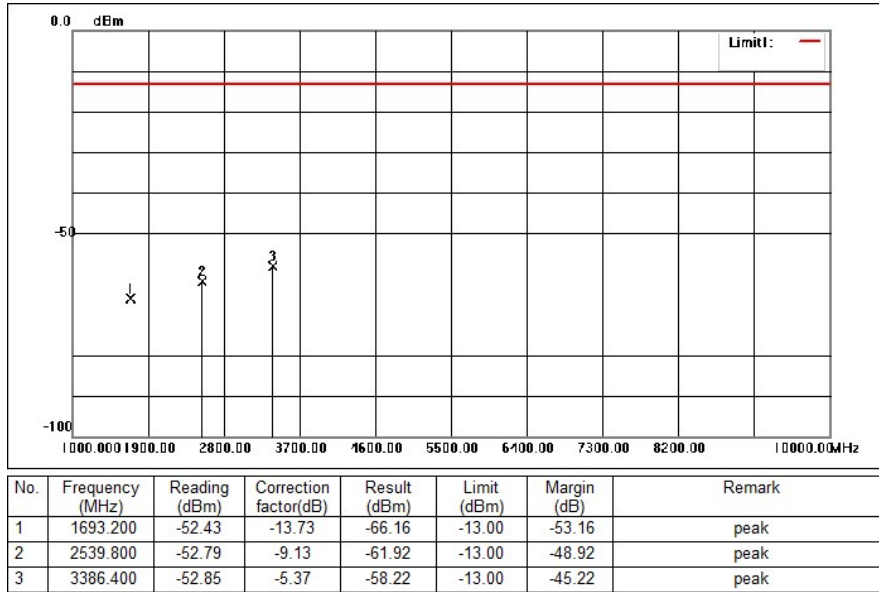 0.0 dBm
Limit1:
-50
1
2
3
-100
1000.000 1900.00 2800.00 3700.00 4600.00 5500.00 6400.00 7300.00 8200.00 10000.00 MHz
No. Frequency (MHz) Reading (dBm) Correction factor(dB) Result (dBm) Limit (dBm) Margin (dB) Remark
1 1693.200 -52.43 -13.73 -66.16 -13.00 -53.16 peak
2 2539.800 -52.79 -9.13 -61.92 -13.00 -48.92 peak
3 3386.400 -52.85 -5.37 -58.22 -13.00 -45.22 peak